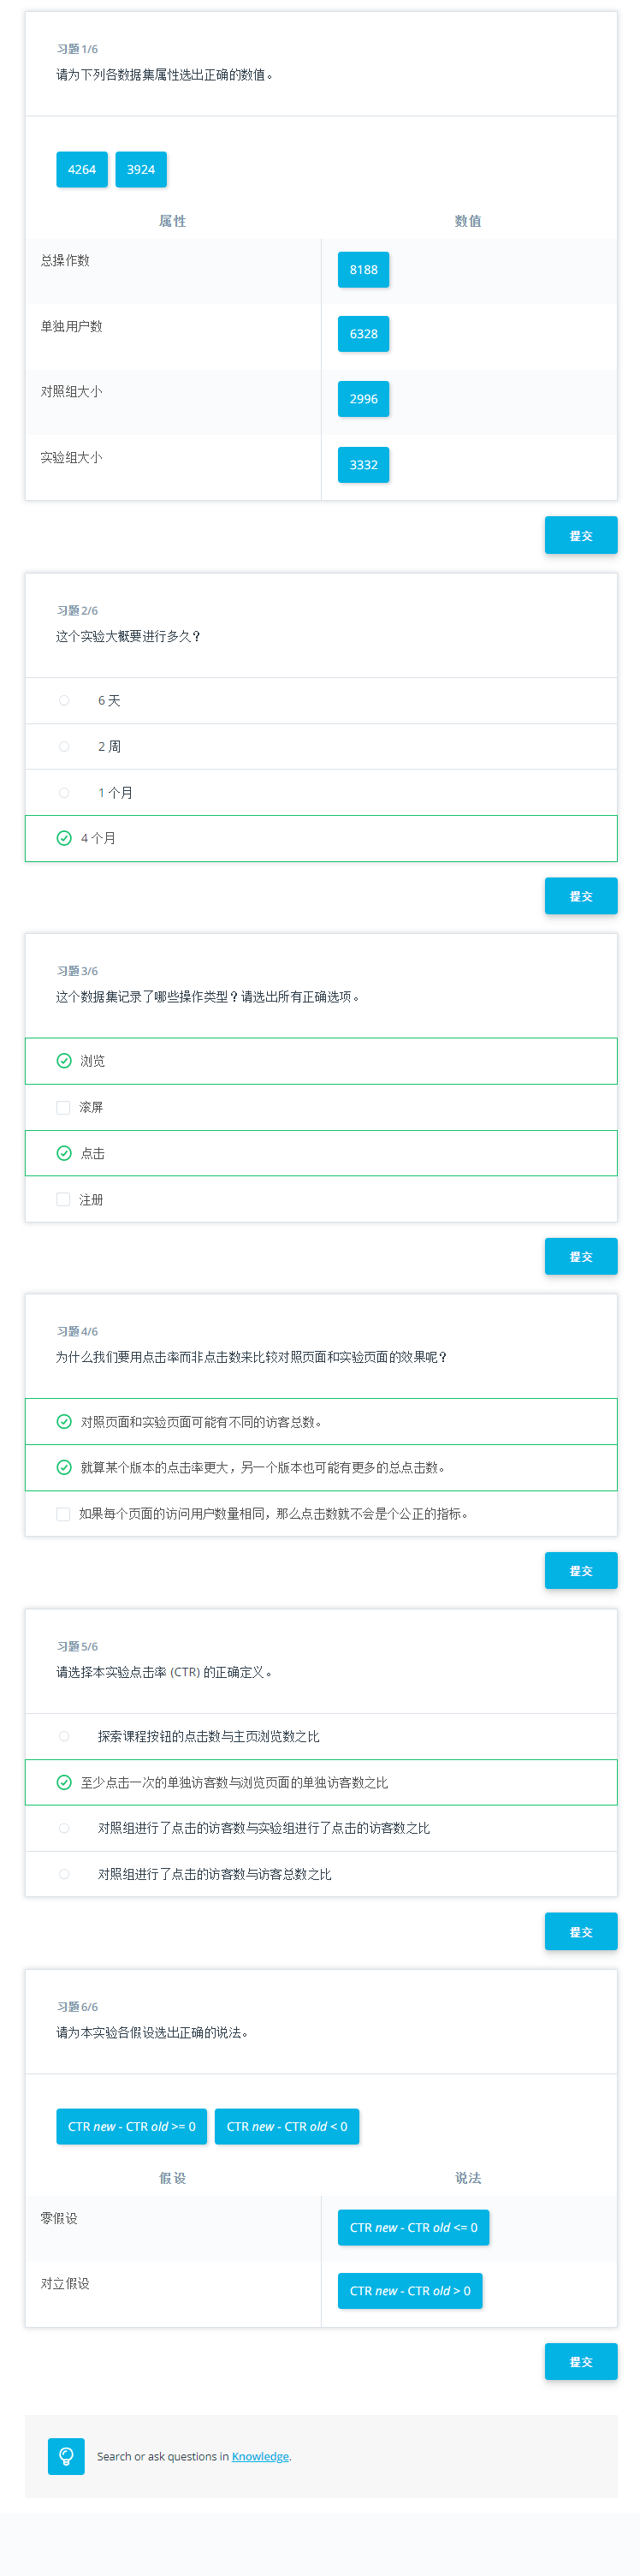 习题 1/6
请为下列各数据集属性选出正确的数值。
4264 3924
属性 数值
总操作数 8188
单独用户数 6328
对照组大小 2996
实验组大小 3332
提交
习题 2/6
这个实验大概要进行多久？
6 天
2 周
1 个月
4 个月
提交
习题 3/6
这个数据集记录了哪些操作类型？请选出所有正确选项。
浏览
滚屏
点击
注册
提交
习题 4/6
为什么我们要用点击率而非点击数来比较对照页面和实验页面的效果呢？
对照页面和实验页面可能有不同的访客总数。
就算某个版本的点击率更大，另一个版本也可能有更多的总点击数。
如果每个页面的访问用户数量相同，那么点击数就不会是个公正的指标。
提交
习题 5/6
请选择本实验点击率 (CTR) 的正确定义。
探索课程按钮的点击数与主页浏览数之比
至少点击一次的单独访客数与浏览页面的单独访客数之比
对照组进行了点击的访客数与实验组进行了点击的访客数之比
对照组进行了点击的访客数与访客总数之比
提交
习题 6/6
请为本实验各假设选出正确的说法。
CTR new - CTR old >= 0 CTR new - CTR old < 0
假设 说法
零假设 CTR new - CTR old <= 0
对立假设 CTR new - CTR old > 0
提交
Search or ask questions in Knowledge.